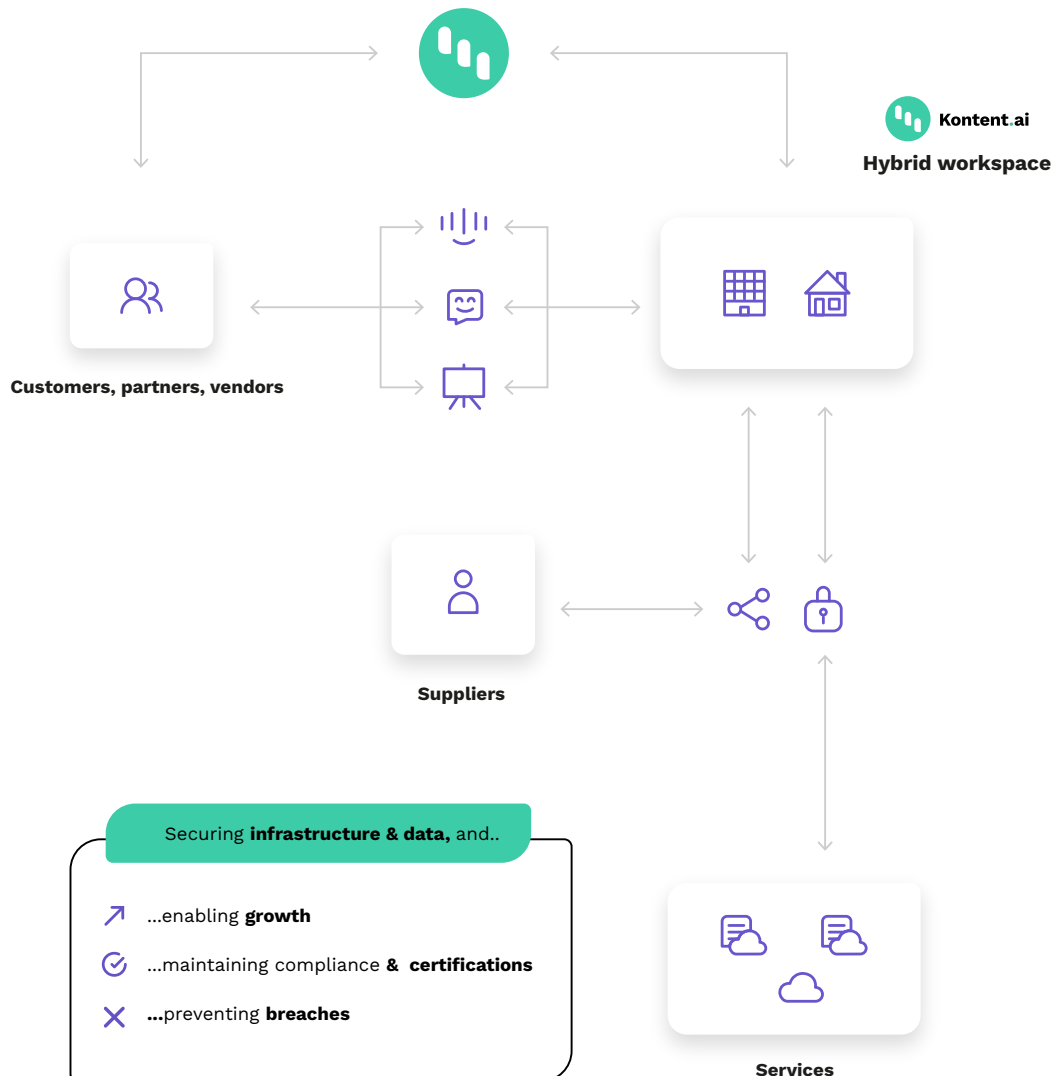 Kontent.ai
Hybrid workspace
Customers, partners, vendors
Suppliers
Securing infrastructure & data, and..
...enabling growth
...maintaining compliance & certifications
...preventing breaches
Services